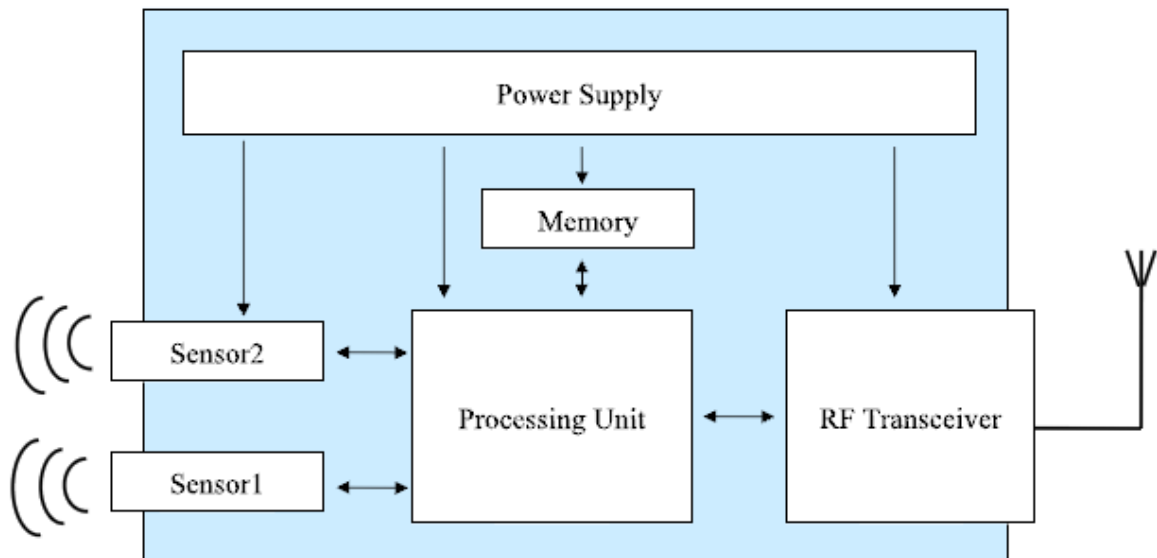 Power Supply
Memory
Sensor2
Processing Unit
RF Transceiver
Sensor1